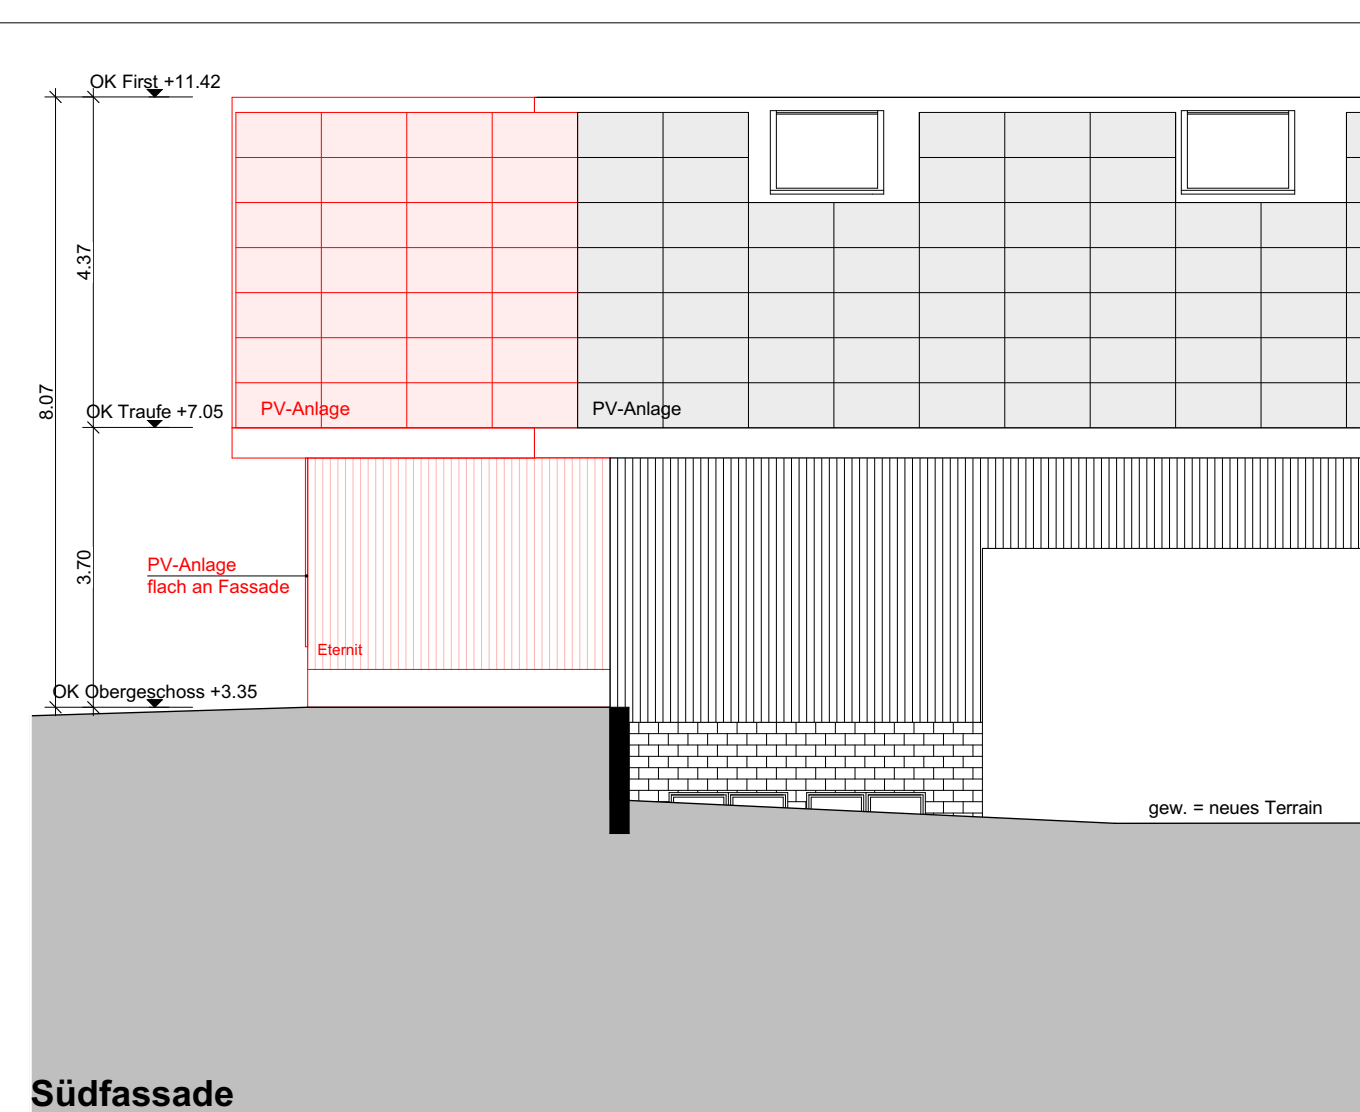 OK First +11.42
4.37
8.07
OK Traufe +7.05
PV-Anlage
PV-Anlage
3.70
PV-Anlage
flach an Fassade
Eternit
OK Obergeschoss +3.35
gew. = neues Terrain
Südfassade